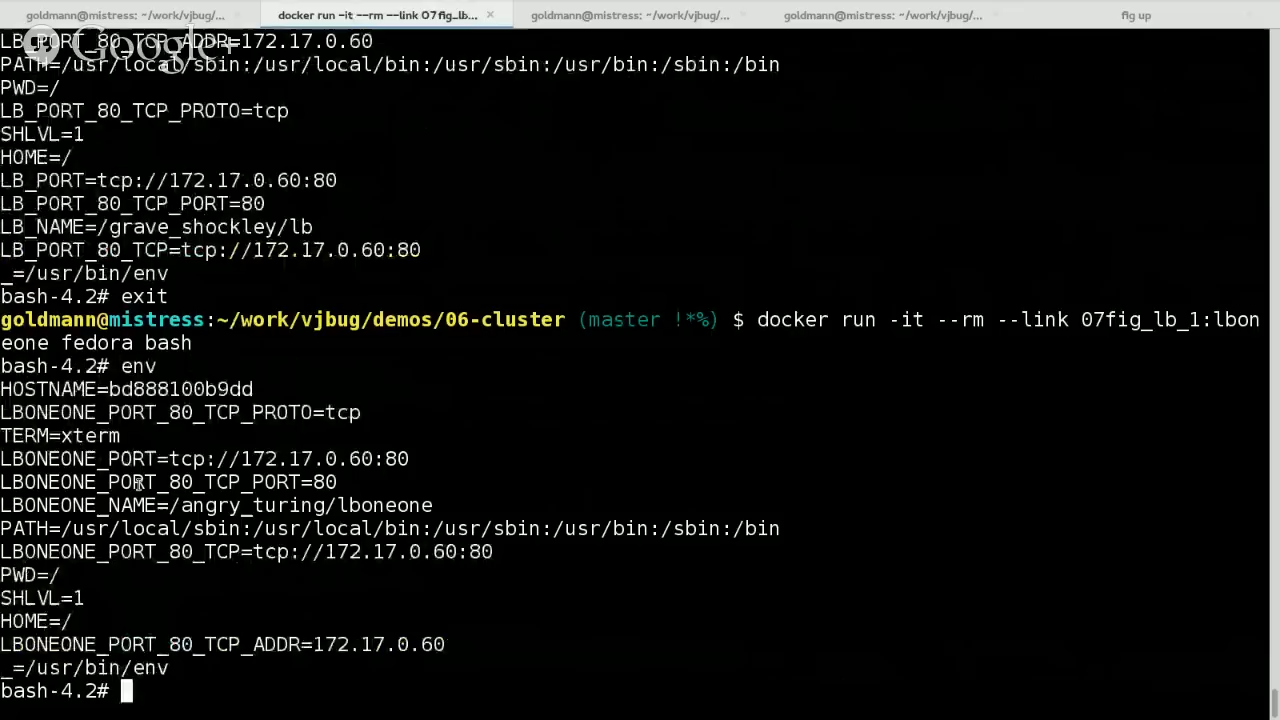 goldmann@mistress: ~/work/vjbug/...
docker run -it --rm --link 07fig_lb...
goldmann@mistress: ~/work/vjbug/...
goldmann@mistress: ~/work/vjbug/...
fig up
Google+
LB_PORT_80_TCP_ADDR=172.17.0.60
PATH=/usr/local/sbin:/usr/local/bin:/usr/sbin:/usr/bin:/sbin:/bin
PWD=/
LB_PORT_80_TCP_PROTO=tcp
SHLVL=1
HOME=/
LB_PORT=tcp://172.17.0.60:80
LB_PORT_80_TCP_PORT=80
LB_NAME=/grave_shockley/lb
LB_PORT_80_TCP=tcp://172.17.0.60:80
_=/usr/bin/env
bash-4.2# exit
goldmann@mistress:~/work/vjbug/demos/06-cluster (master !*%) $ docker run -it --rm --link 07fig_lb_1:lbon
eone fedora bash
bash-4.2# env
HOSTNAME=bd888100b9dd
LBONEONE_PORT_80_TCP_PROTO=tcp
TERM=xterm
LBONEONE_PORT=tcp://172.17.0.60:80
LBONEONE_PORT_80_TCP_PORT=80
LBONEONE_NAME=/angry_turing/lboneone
PATH=/usr/local/sbin:/usr/local/bin:/usr/sbin:/usr/bin:/sbin:/bin
LBONEONE_PORT_80_TCP=tcp://172.17.0.60:80
PWD=/
SHLVL=1
HOME=/
LBONEONE_PORT_80_TCP_ADDR=172.17.0.60
_=/usr/bin/env
bash-4.2#